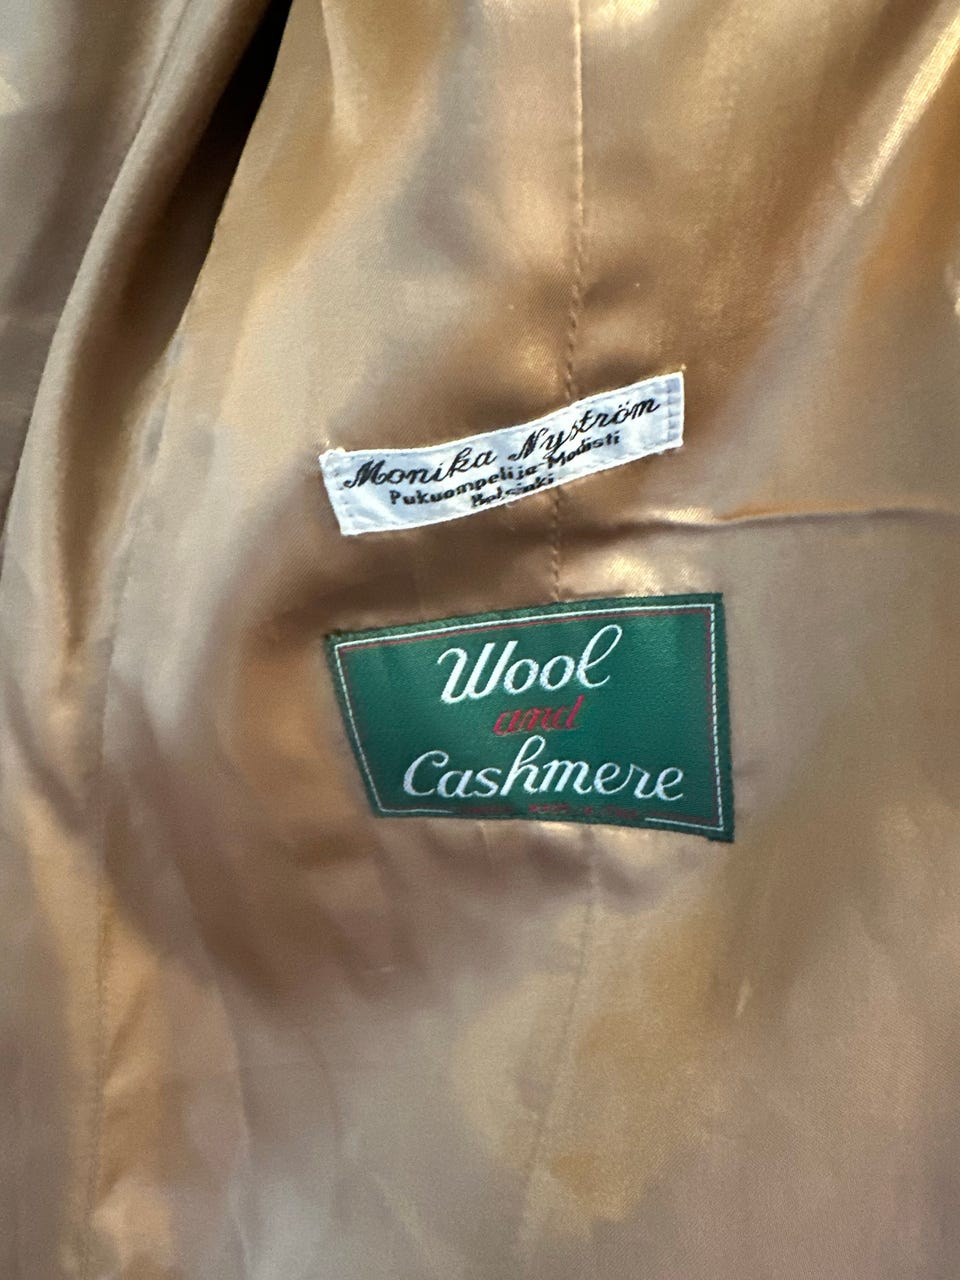 Monika Nyström
Pukuompelija-Modisti
Helsinki
Wool
and
Cashmere